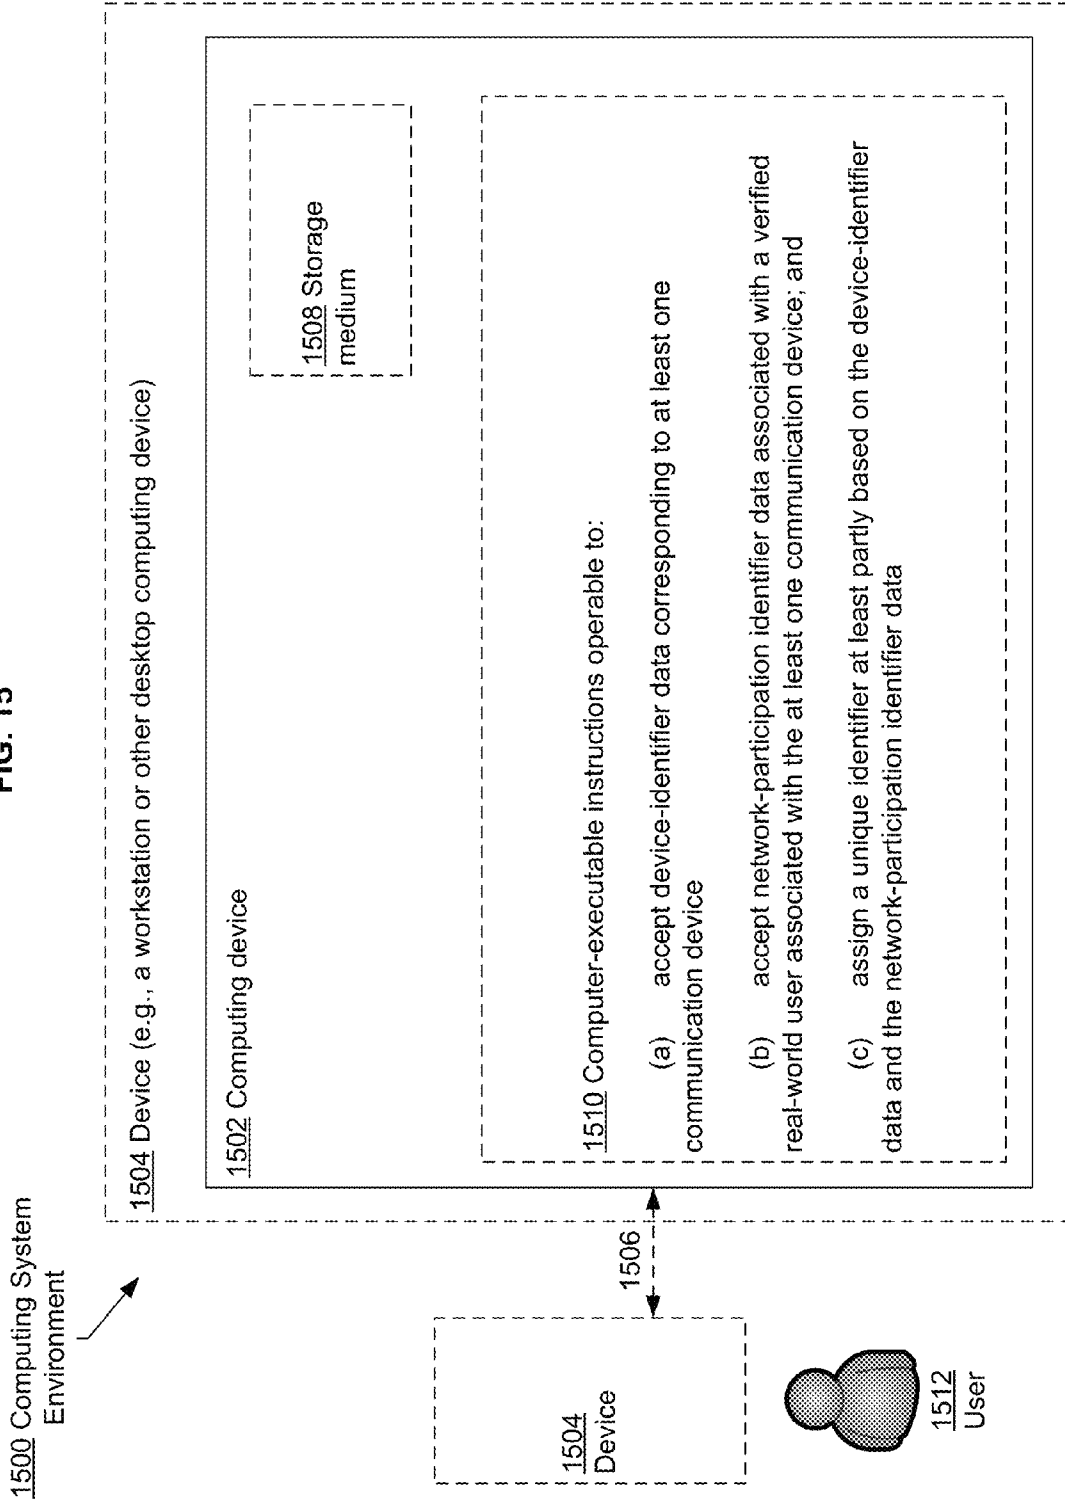 FIG. 15
1500 Computing System
Environment
1504 Device (e.g., a workstation or other desktop computing device)
1502 Computing device
1508 Storage
medium
1510 Computer-executable instructions operable to:
(a) accept device-identifier data corresponding to at least one
communication device
(b) accept network-participation identifier data associated with a verified
real-world user associated with the at least one communication device; and
(c) assign a unique identifier at least partly based on the device-identifier
data and the network-participation identifier data
1506
1504
Device
1512
User